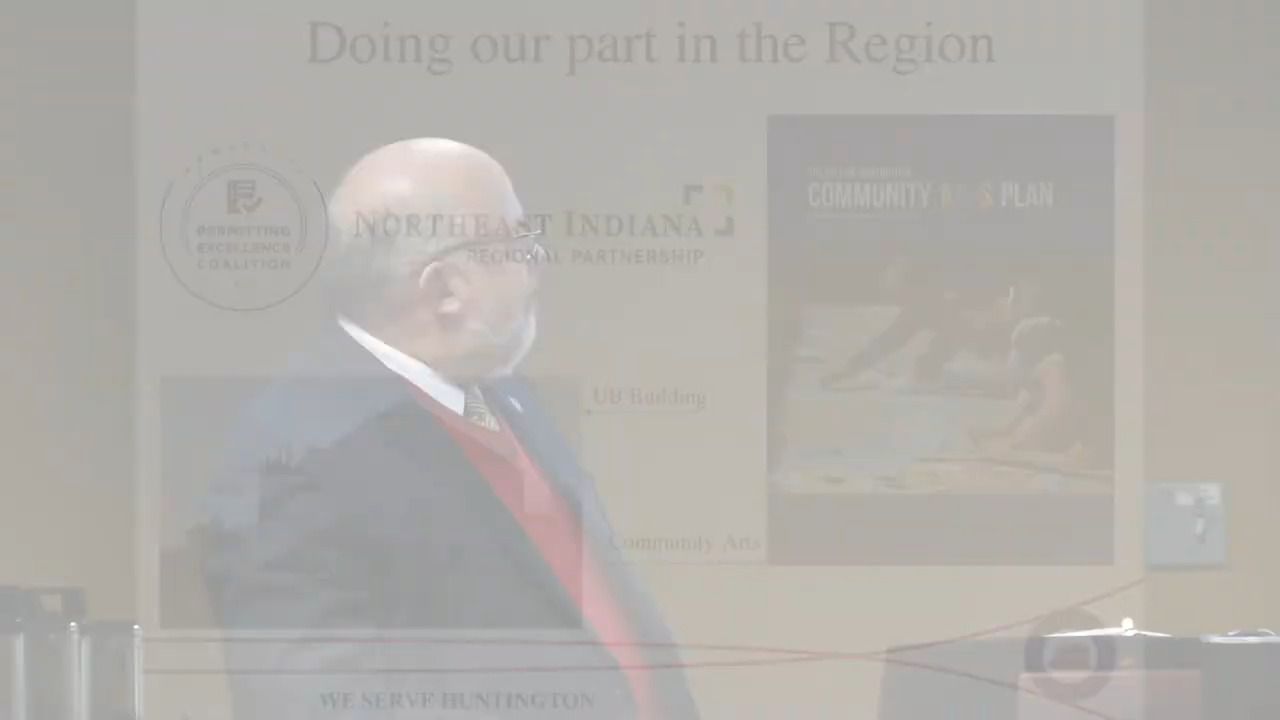 Doing our part in the Region
PERMITTING
EXCELLENCE
COALITION
NORTHEAST INDIANA
REGIONAL PARTNERSHIP
COMMUNITY ARTS PLAN
UB Building
Community Arts
WE SERVE HUNTINGTON